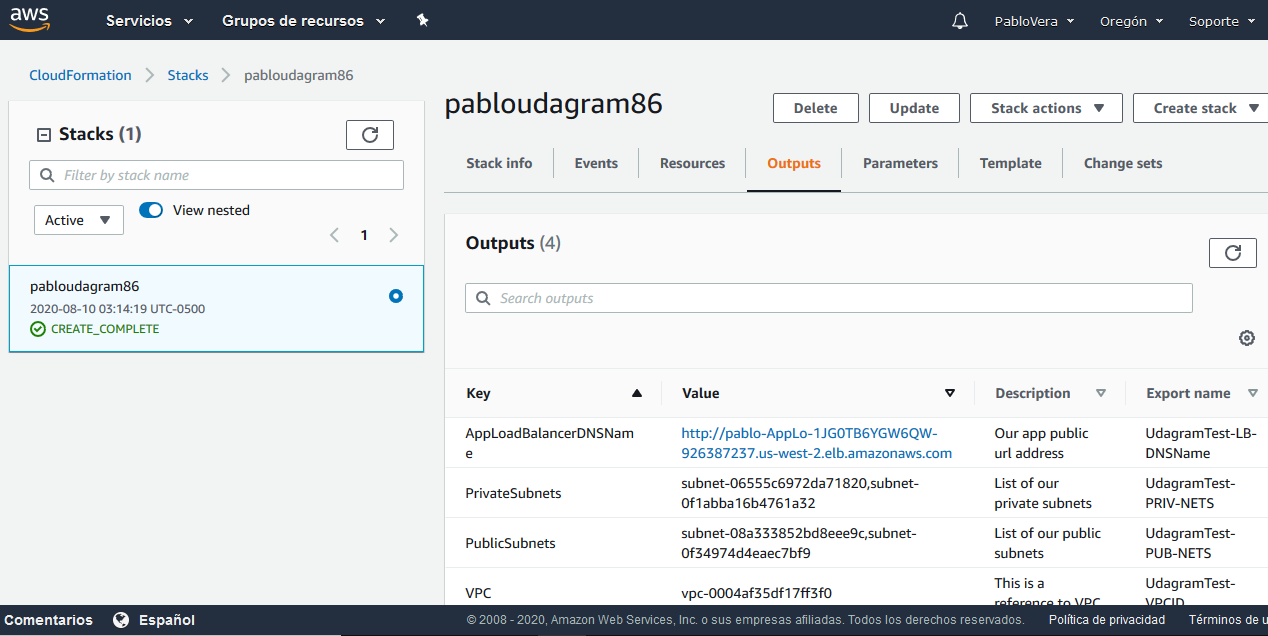 aws Servicios Grupos de recursos PabloVera Oregón Soporte
CloudFormation Stacks pabloudagram86
Stacks (1)
Filter by stack name
Active View nested
1
pabloudagram86
2020-08-10 03:14:19 UTC-0500
CREATE_COMPLETE
pabloudagram86 Delete Update Stack actions Create stack
Stack info Events Resources Outputs Parameters Template Change sets
Outputs (4)
Search outputs
Key Value Description Export name
AppLoadBalancerDNSNam http://pablo-AppLo-1JG0TB6YGW6QW- Our app public UdagramTest-LB-
e 926387237.us-west-2.elb.amazonaws.com url address DNSName
PrivateSubnets subnet-06555c6972da71820,subnet- List of our UdagramTest-
0f1abba16b4761a32 private subnets PRIV-NETS
PublicSubnets subnet-08a333852bd8eee9c,subnet- List of our public UdagramTest-
0f34974d4eaec7bf9 subnets PUB-NETS
VPC vpc-0004af35df17ff3f0 This is a UdagramTest-
reference to VPC VPCID
Comentarios Español © 2008 - 2020, Amazon Web Services, Inc. o sus empresas afiliadas. Todos los derechos reservados. Política de privacidad Términos de u